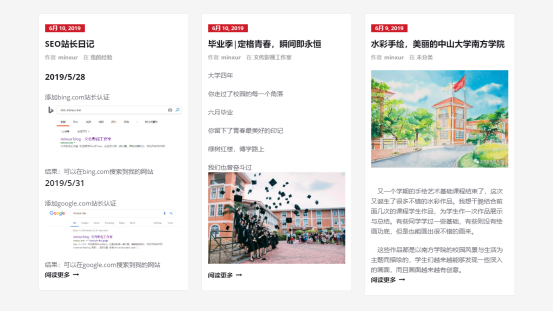 6月 10, 2019
SEO站长日记
作者 minxur 在 我的经验
2019/5/28
添加bing.com站长认证
结果：可以在bing.com搜索到我的网站
2019/5/31
添加google.com站长认证
Google
结果：可以在google.com搜索到我的网站
阅读更多 →
6月 10, 2019
毕业季|定格青春，瞬间即永恒
作者 minxur 在 文传影视工作室
大学四年
你走过了校园的每一个角落
六月毕业
你留下了青春最美好的印记
绿树红墙，博学路上
我们也曾奋斗过
阅读更多 →
6月 9, 2019
水彩手绘，美丽的中山大学南方学院
作者 minxur 在 未分类
又一个学期的手绘艺术基础课程结束了，这次
又诞生了很多不错的水彩作品。我想干脆结合前
面几次的课程学生作品，为学生作一次作品展示
与总结。有些同学学过一些基础，有些则没有绘
画功底，但是也能画出很不错的画来。
这些作品都是以南方学院的校园风景与生活为
主题而描绘的，学生们越来越能够发现一些深入
的画面，而且画面越来越有创意。
阅读更多 →